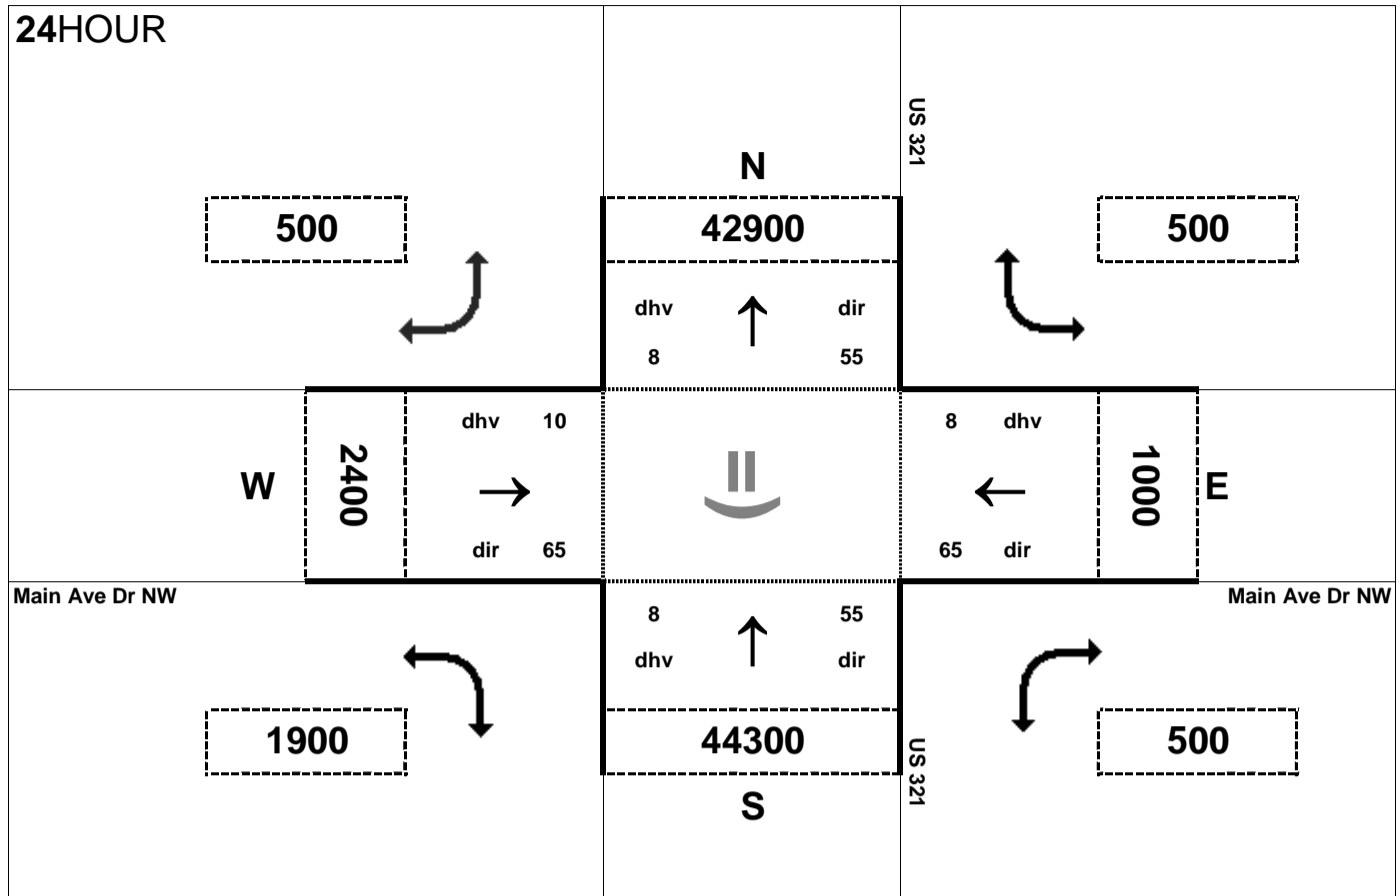 24HOUR
US 321
N
500
42900
500
dhv dir
8 55
dhv 10
8 dhv
W
2400
1000
E
dir 65
65 dir
Main Ave Dr NW
Main Ave Dr NW
8 55
dhv dir
1900
44300
500
US 321
S